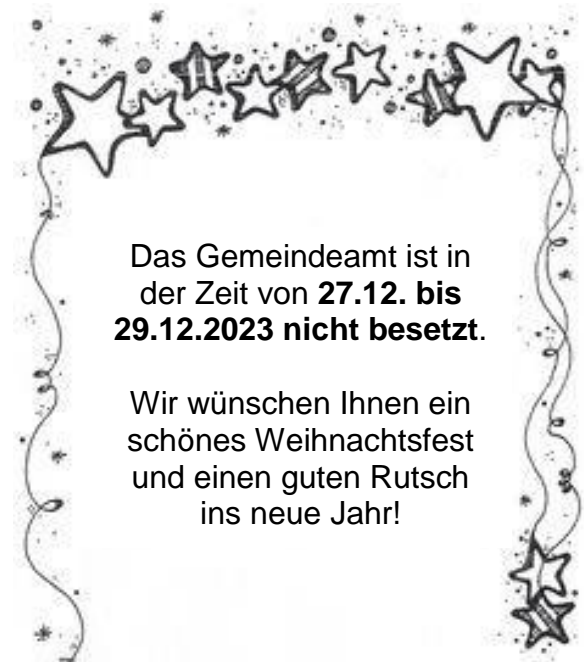 Das Gemeindeamt ist in
der Zeit von 27.12. bis
29.12.2023 nicht besetzt.
Wir wünschen Ihnen ein
schönes Weihnachtsfest
und einen guten Rutsch
ins neue Jahr!